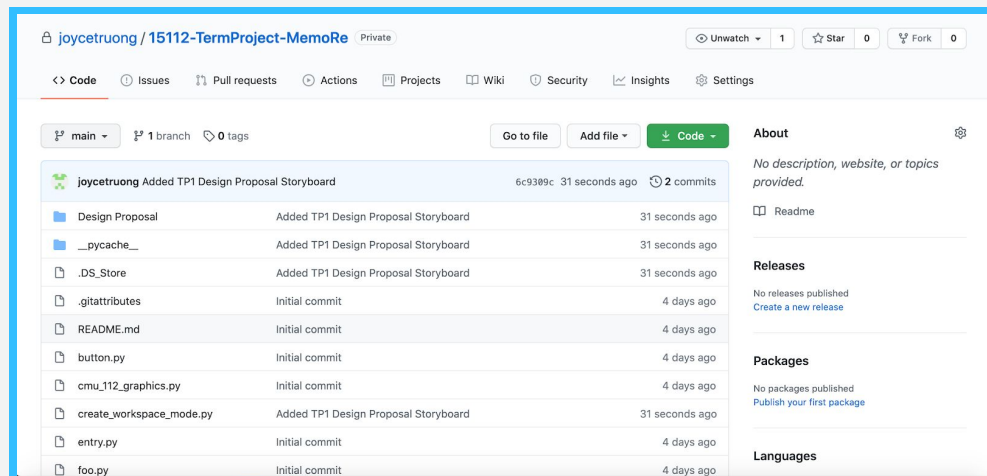 joycetruong / 15112-TermProject-MemoRe Private
Unwatch 1 Star 0 Fork 0
Code Issues Pull requests Actions Projects Wiki Security Insights Settings
main 1 branch 0 tags Go to file Add file Code
joycetruong Added TP1 Design Proposal Storyboard 6c9309c 31 seconds ago 2 commits
Design Proposal Added TP1 Design Proposal Storyboard 31 seconds ago
__pycache__ Added TP1 Design Proposal Storyboard 31 seconds ago
.DS_Store Added TP1 Design Proposal Storyboard 31 seconds ago
.gitattributes Initial commit 4 days ago
README.md Initial commit 4 days ago
button.py Initial commit 4 days ago
cmu_112_graphics.py Initial commit 4 days ago
create_workspace_mode.py Added TP1 Design Proposal Storyboard 31 seconds ago
entry.py Initial commit 4 days ago
foo.py Initial commit 4 days ago
About
No description, website, or topics
provided.
Readme
Releases
No releases published
Create a new release
Packages
No packages published
Publish your first package
Languages